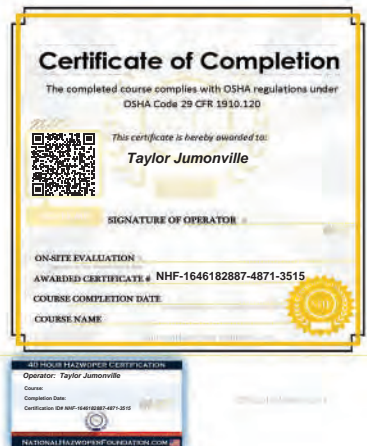 Certificate of Completion
The completed course complies with OSHA regulations under
OSHA Code 29 CFR 1910.120
This certificate is hereby awarded to:
Taylor Jumonville
SIGNATURE OF OPERATOR
ON-SITE EVALUATION
AWARDED CERTIFICATE # NHF-1646182887-4871-3515
COURSE COMPLETION DATE
COURSE NAME
40 HOUR HAZWOPER CERTIFICATION
Operator: Taylor Jumonville
Course:
Completion Date:
Certification ID# NHF-1646182887-4871-3515
NATIONALHAZWOPERFOUNDATION.COM